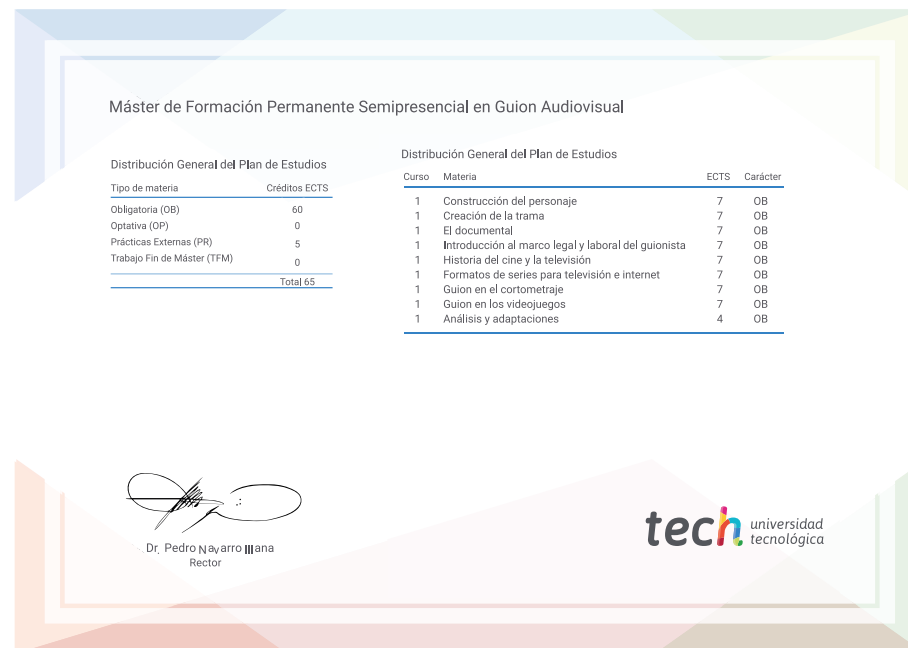 Máster de Formación Permanente Semipresencial en Guion Audiovisual
Distribución General del Plan de Estudios
Tipo de materia Créditos ECTS
Obligatoria (OB) 60
Optativa (OP) 0
Prácticas Externas (PR) 5
Trabajo Fin de Máster (TFM) 0
Total 65
Distribución General del Plan de Estudios
Curso Materia ECTS Carácter
1 Construcción del personaje 7 OB
1 Creación de la trama 7 OB
1 El documental 7 OB
1 Introducción al marco legal y laboral del guionista 7 OB
1 Historia del cine y la televisión 7 OB
1 Formatos de series para televisión e internet 7 OB
1 Guion en el cortometraje 7 OB
1 Guion en los videojuegos 7 OB
1 Análisis y adaptaciones 4 OB
Dr. Pedro Navarro Illana
Rector
tech universidad
tecnológica